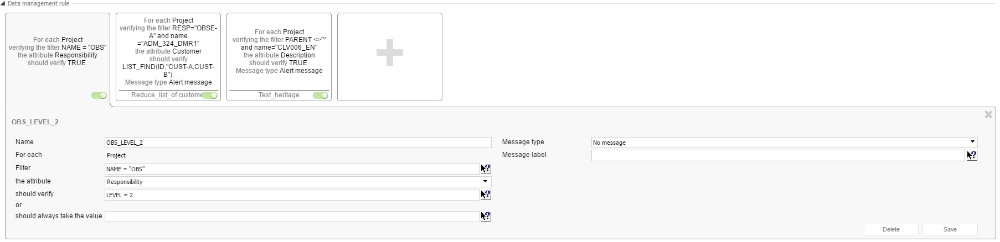 Data management rule
For each Project
verifying the filter NAME = "OBS"
the attribute Responsibility
should verify TRUE.
For each Project
verifying the filter RESP="OBSE-
A" and name
="ADM_324_DMR1"
the attribute Customer
should verify
LIST_FIND(ID,"CUST-A,CUST-
B").
Message type Alert message
Reduce_list_of custome
For each Project
verifying the filter PARENT <>""
and name="CLV006_EN"
the attribute Description
should verify TRUE.
Message type Alert message
Test_heritage
OBS_LEVEL_2
Name OBS_LEVEL_2
For each Project
Filter NAME = "OBS"
the attribute Responsibility
should verify LEVEL = 2
or
should always take the value
Message type No message
Message label
Delete Save